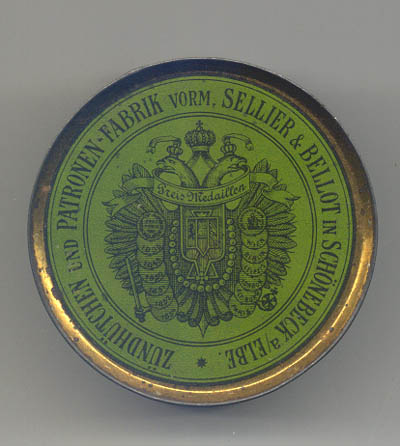 ZÜNDHÜTCHEN UND PATRONEN-FABRIK VORM. SELLIER & BELLOT IN SCHÖNEBECK a/ELBE.
Preis-Medaillen